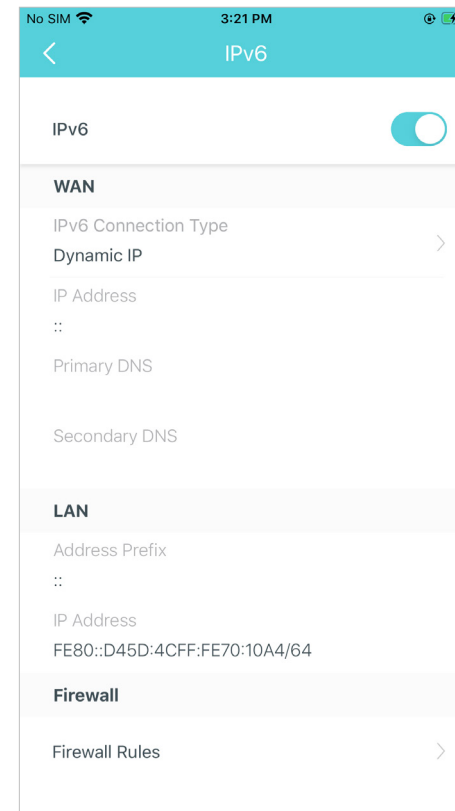 No SIM 3:21 PM
IPv6
IPv6
WAN
IPv6 Connection Type
Dynamic IP
IP Address
::
Primary DNS
Secondary DNS
LAN
Address Prefix
::
IP Address
FE80::D45D:4CFF:FE70:10A4/64
Firewall
Firewall Rules